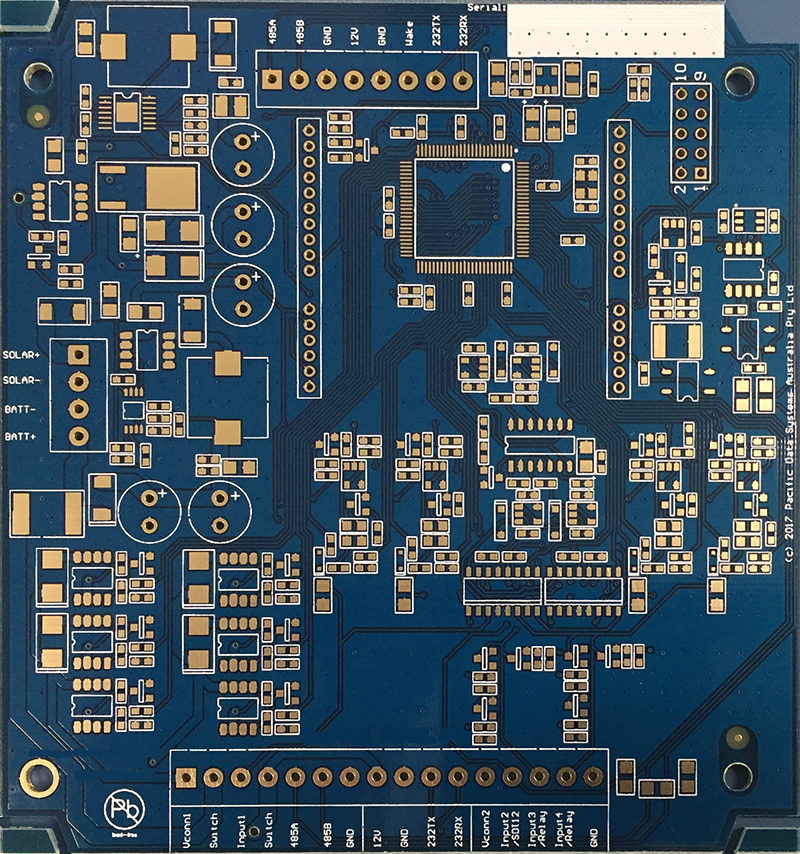 Serial:
485A
485B
GND
12V
GND
Wake
232TX
232RX
10
9
2
1
SOLAR+
SOLAR-
BATT-
BATT+
(c) 2017 Pacific Data Systems Australia Pty Ltd
Pb
lead-free
Vconn1
Switch
Input1
Switch
485A
485B
GND
12V
GND
232TX
232RX
Vconn2
Input2
/SDI12
Input3
/Relay
Input4
/Relay
GND